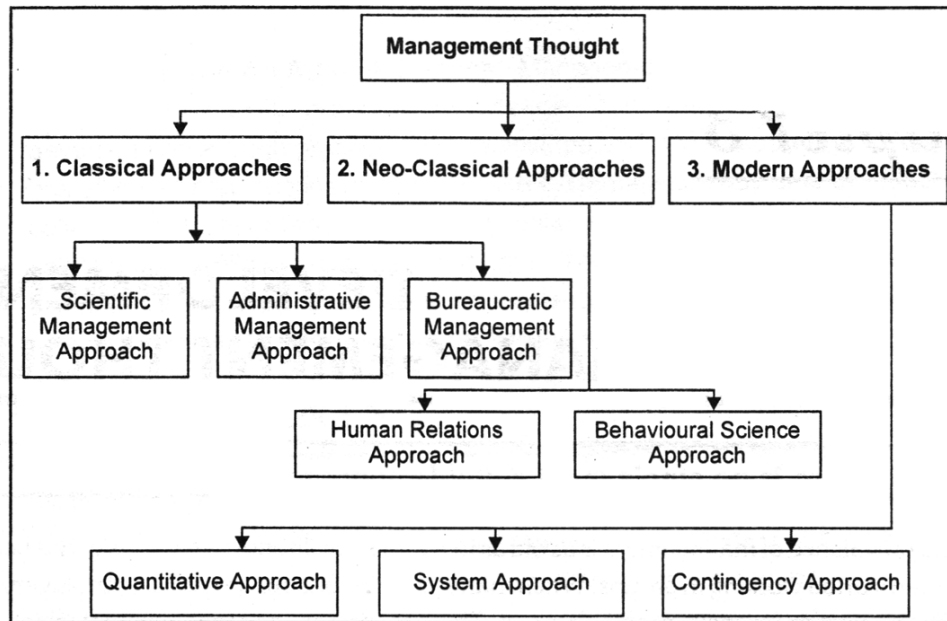 Management Thought
1. Classical Approaches
2. Neo-Classical Approaches
3. Modern Approaches
Scientific
Management
Approach
Administrative
Management
Approach
Bureaucratic
Management
Approach
Human Relations
Approach
Behavioural Science
Approach
Quantitative Approach
System Approach
Contingency Approach